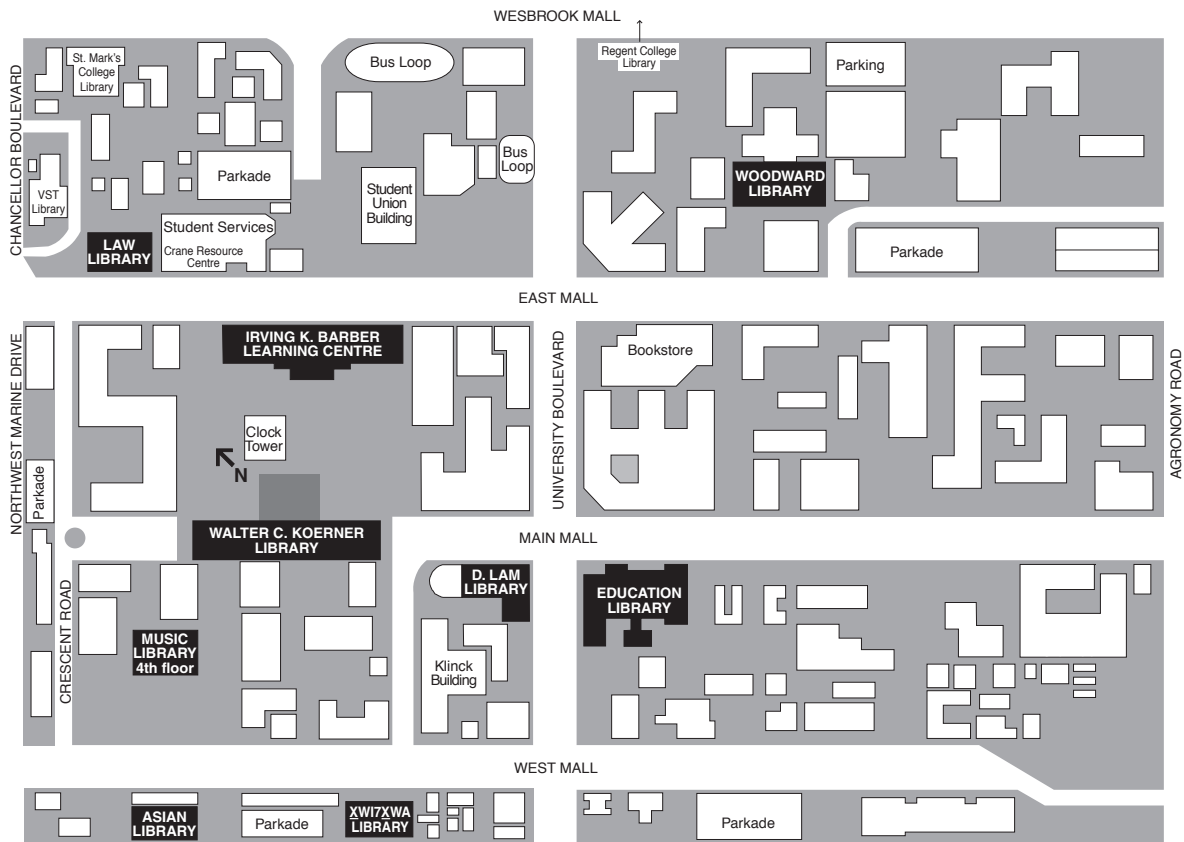 WESBROOK MALL
Regent College
Library
St. Mark's
College
Library
Bus Loop
Parking
CHANCELLOR BOULEVARD
Bus
Loop
Parkade
WOODWARD
LIBRARY
VST
Library
Student
Union
Building
Student Services
Crane Resource
Centre
LAW
LIBRARY
Parkade
EAST MALL
NORTHWEST MARINE DRIVE
IRVING K. BARBER
LEARNING CENTRE
UNIVERSITY BOULEVARD
Bookstore
AGRONOMY ROAD
Clock
Tower
N
Parkade
WALTER C. KOERNER
LIBRARY
MAIN MALL
CRESCENT ROAD
D. LAM
LIBRARY
EDUCATION
LIBRARY
MUSIC
LIBRARY
4th floor
Klinck
Building
WEST MALL
ASIAN
LIBRARY
Parkade
X̲WI7X̲WA
LIBRARY
Parkade